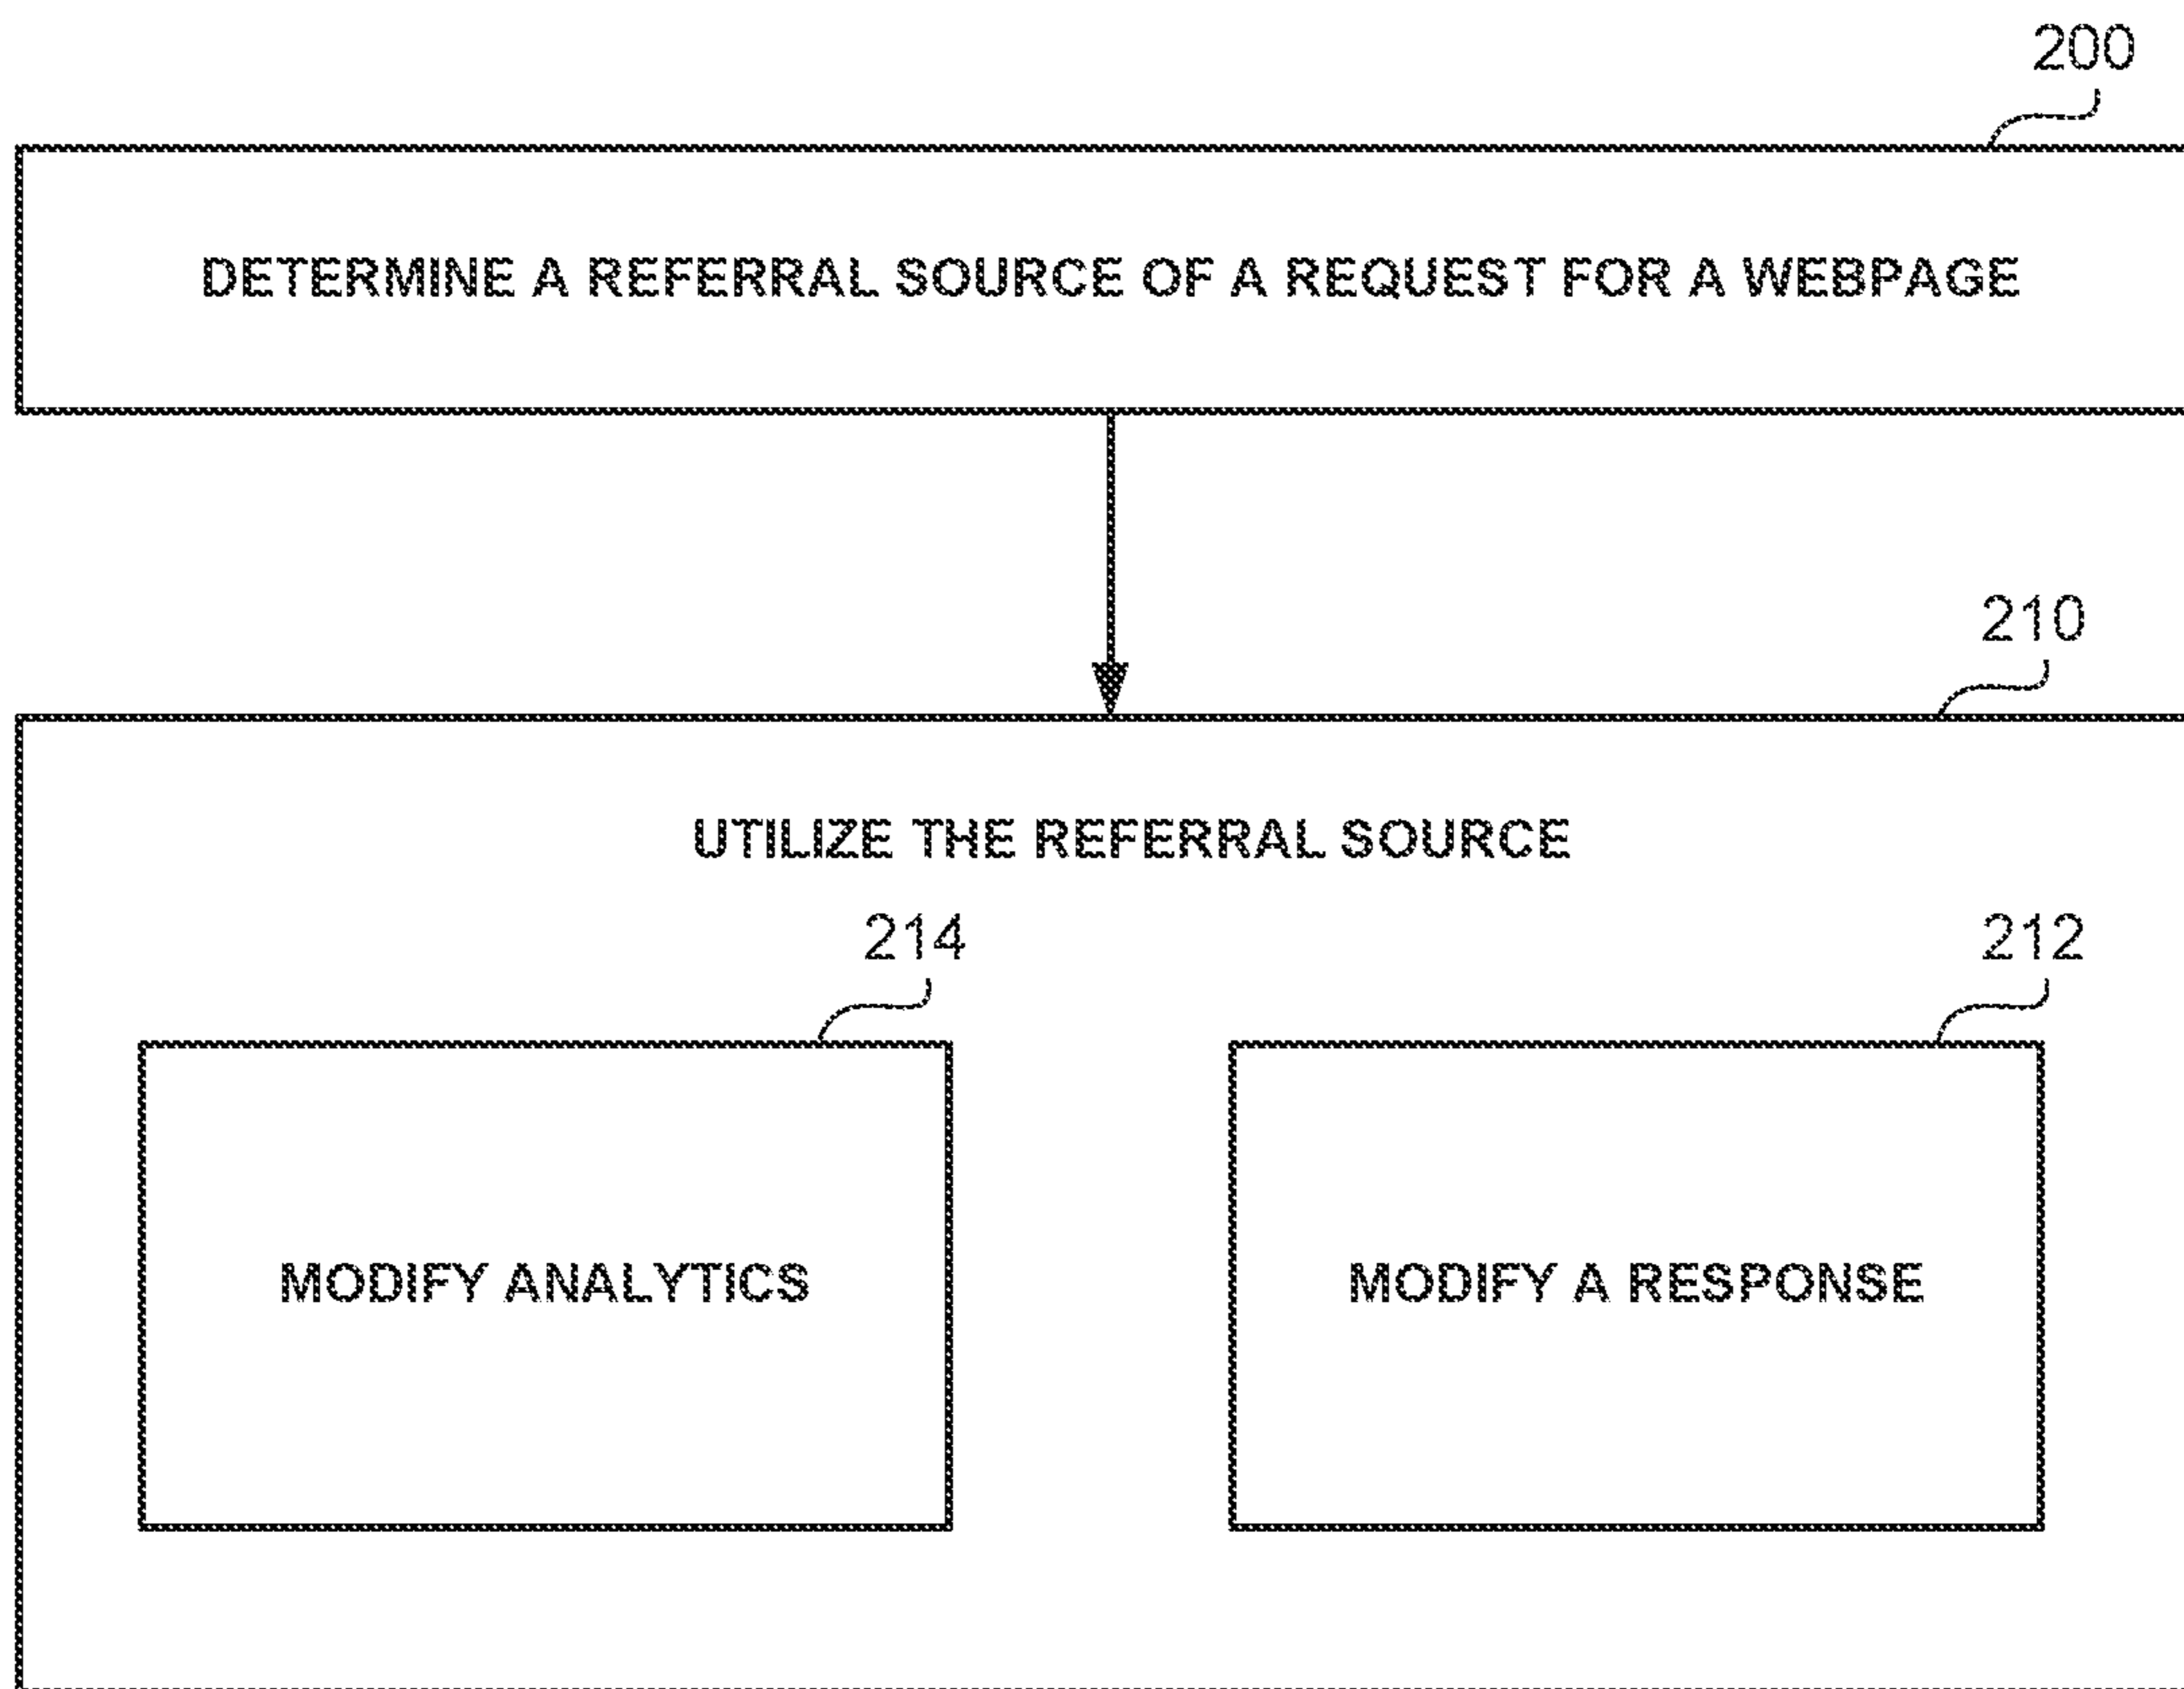 200
DETERMINE A REFERRAL SOURCE OF A REQUEST FOR A WEBPAGE
210
UTILIZE THE REFERRAL SOURCE
214
212
MODIFY ANALYTICS
MODIFY A RESPONSE